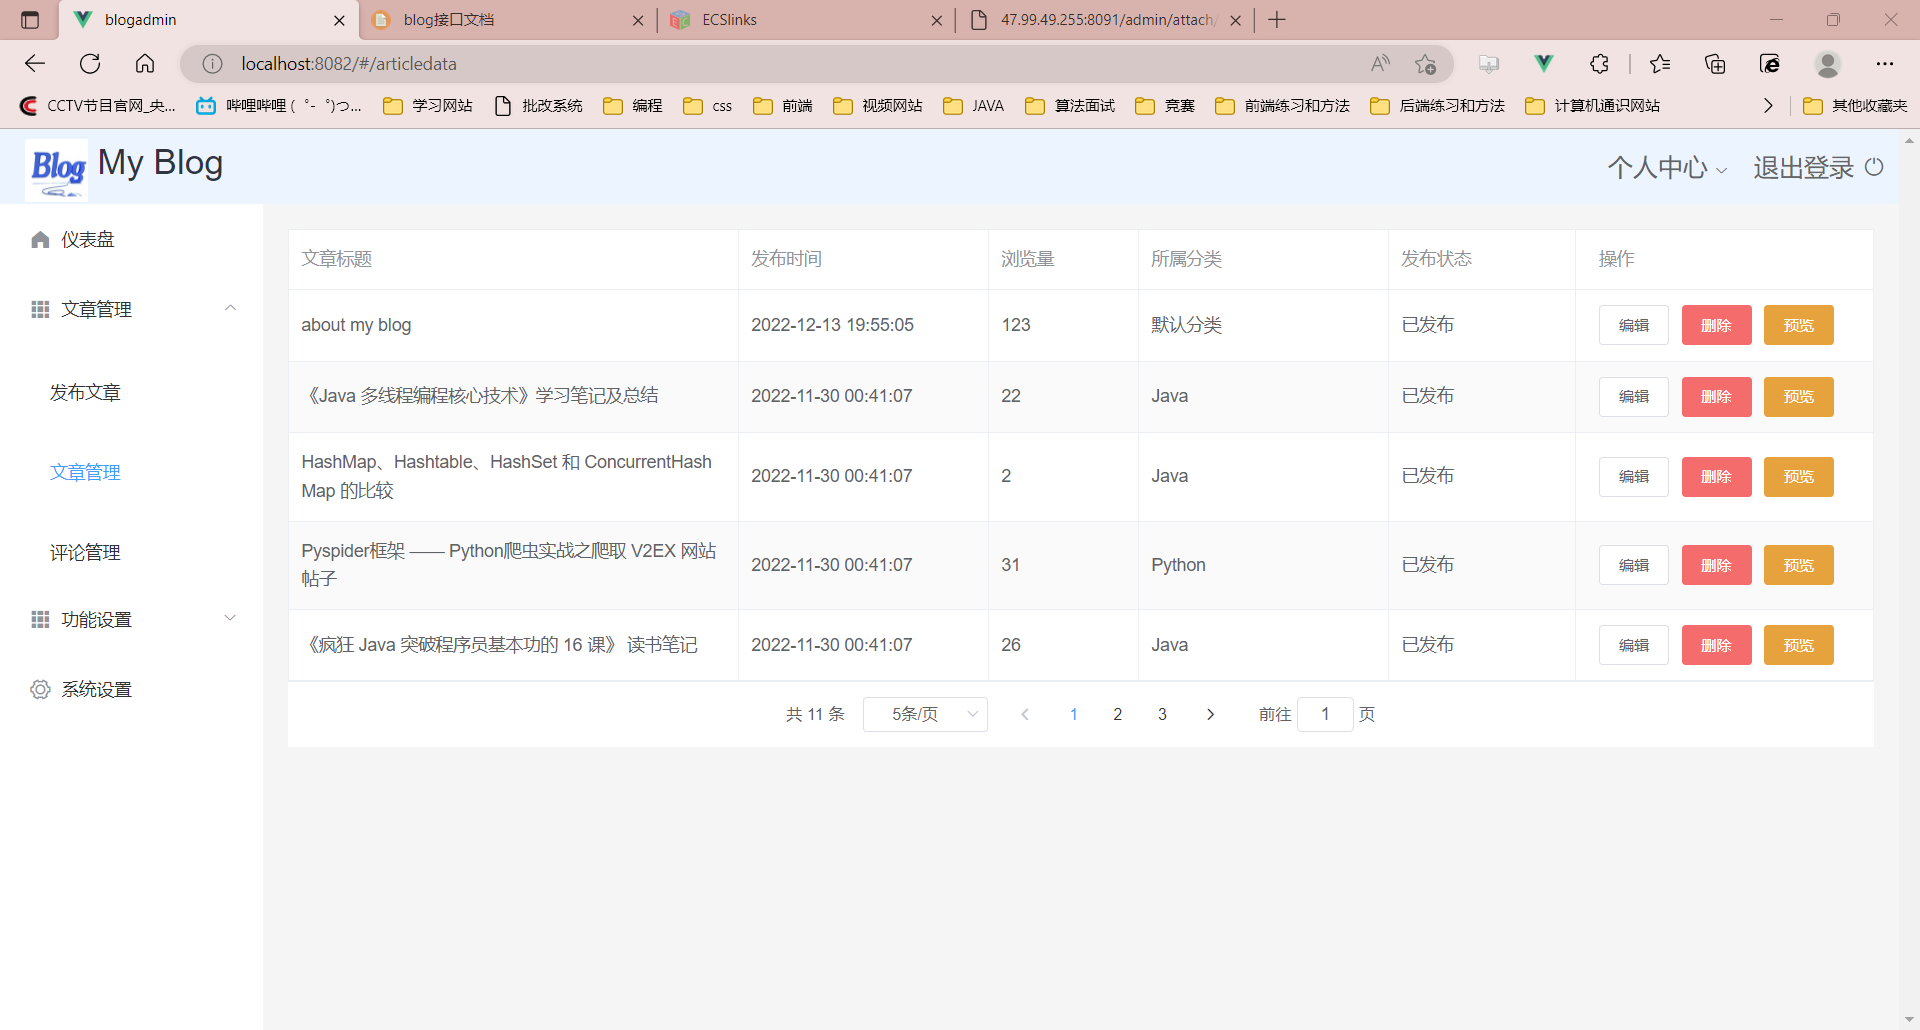 blogadmin
blog接口文档
ECSlinks
47.99.49.255:8091/admin/attach/
localhost:8082/#/articledata
CCTV节目官网_央...
哔哩哔哩 (゜-゜)つ...
学习网站
批改系统
编程
css
前端
视频网站
JAVA
算法面试
竞赛
前端练习和方法
后端练习和方法
计算机通识网站
其他收藏夹
Blog
My Blog
个人中心
退出登录
仪表盘
文章管理
发布文章
文章管理
评论管理
功能设置
系统设置
文章标题 发布时间 浏览量 所属分类 发布状态 操作
about my blog 2022-12-13 19:55:05 123 默认分类 已发布 编辑 删除 预览
《Java 多线程编程核心技术》学习笔记及总结 2022-11-30 00:41:07 22 Java 已发布 编辑 删除 预览
HashMap、Hashtable、HashSet 和 ConcurrentHash
Map 的比较 2022-11-30 00:41:07 2 Java 已发布 编辑 删除 预览
Pyspider框架 —— Python爬虫实战之爬取 V2EX 网站
帖子 2022-11-30 00:41:07 31 Python 已发布 编辑 删除 预览
《疯狂 Java 突破程序员基本功的 16 课》 读书笔记 2022-11-30 00:41:07 26 Java 已发布 编辑 删除 预览
共 11 条 5条/页 1 2 3 前往 1 页